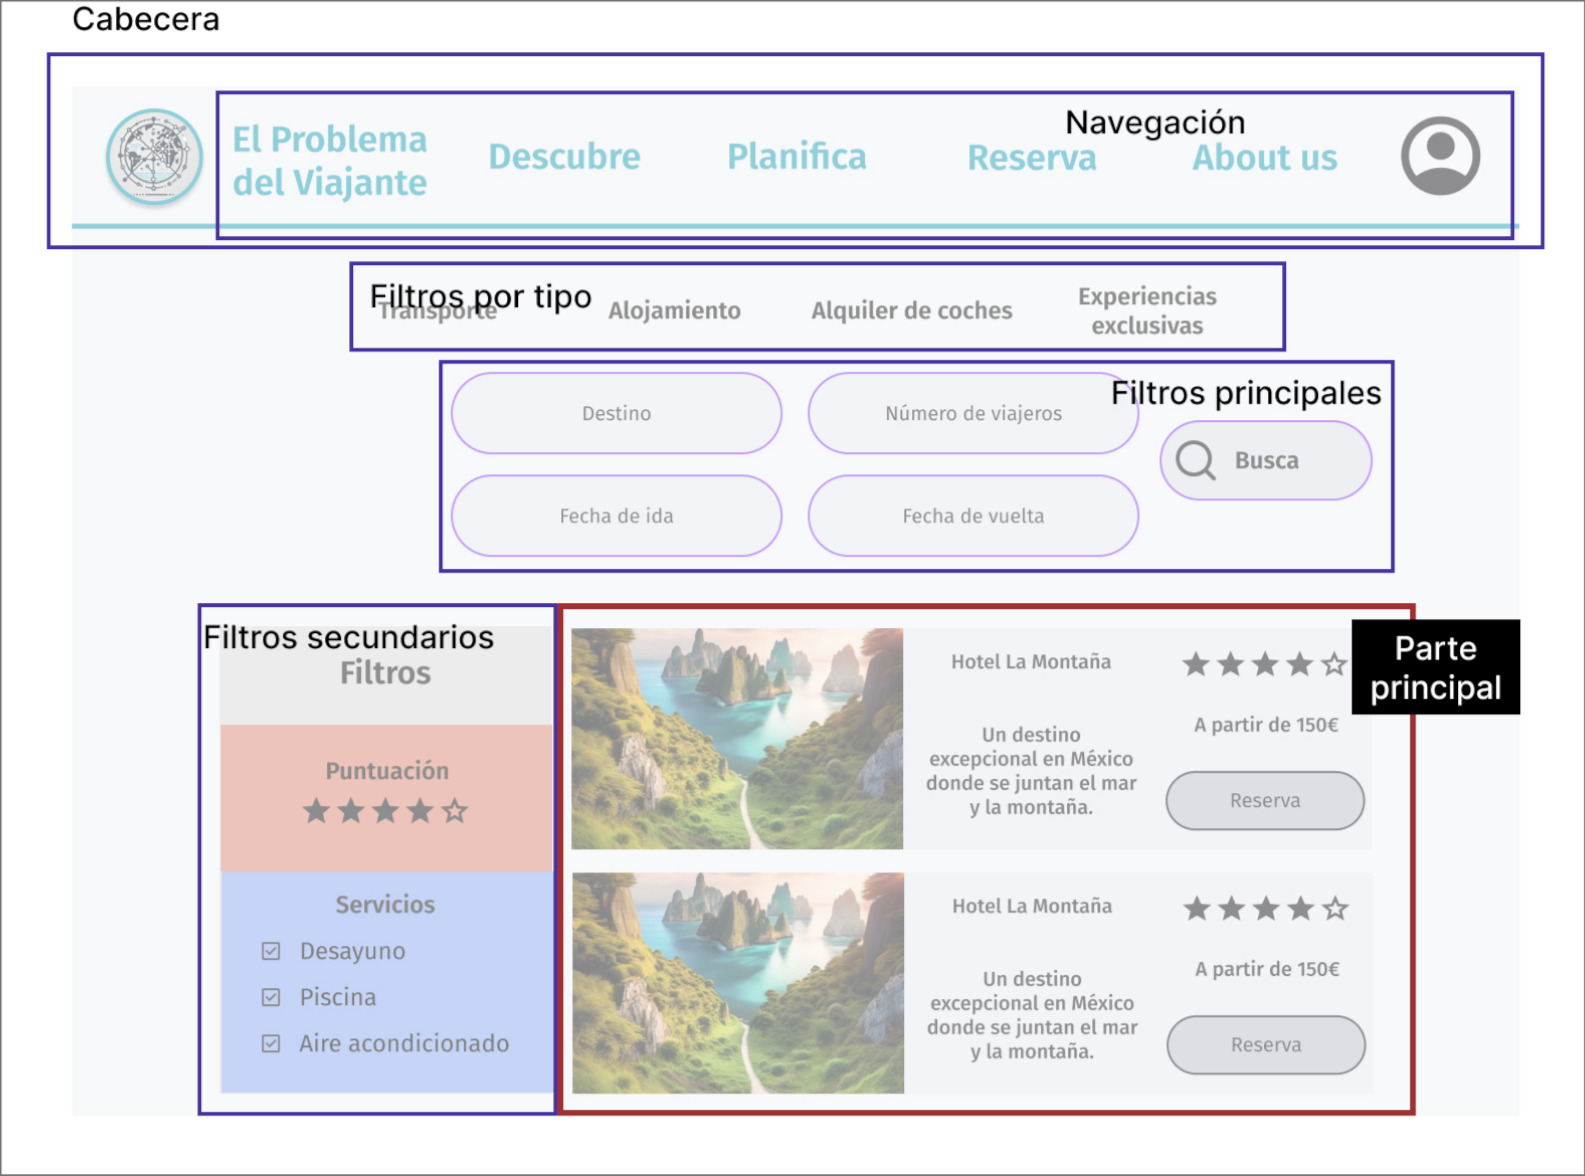 Cabecera
Navegación
El Problema
del Viajante
Descubre
Planifica
Reserva
About us
Filtros por tipo
Transporte
Alojamiento
Alquiler de coches
Experiencias
exclusivas
Filtros principales
Destino
Número de viajeros
Busca
Fecha de ida
Fecha de vuelta
Filtros secundarios
Filtros
Puntuación
Servicios
Desayuno
Piscina
Aire acondicionado
Parte
principal
Hotel La Montaña
Un destino
excepcional en México
donde se juntan el mar
y la montaña.
A partir de 150€
Reserva
Hotel La Montaña
Un destino
excepcional en México
donde se juntan el mar
y la montaña.
A partir de 150€
Reserva